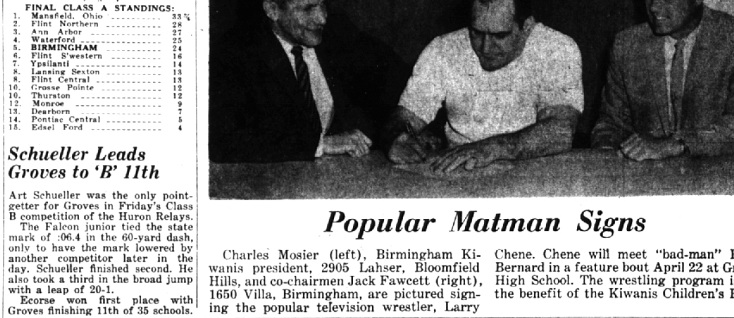 FINAL CLASS A STANDINGS:
1. Mansfield, Ohio 33¾
2. Flint Northern 28
3. Ann Arbor 27
4. Waterford 25
5. BIRMINGHAM 24
6. Flint S'western 16
7. Ypsilanti 14
8. Lansing Sexton 13
8. Flint Central 13
10. Grosse Pointe 12
10. Thurston 12
12. Monroe 9
13. Dearborn 7
14. Pontiac Central 5
15. Edsel Ford 4
Schueller Leads
Groves to 'B' 11th
Art Schueller was the only point-
getter for Groves in Friday's Class
B competition of the Huron Relays.
The Falcon junior tied the state
mark of :06.4 in the 60-yard dash,
only to have the mark lowered by
another competitor later in the
day. Schueller finished second. He
also took a third in the broad jump
with a leap of 20-1.
Ecorse won first place with
Groves finishing 11th of 35 schools.
Popular Matman Signs
Charles Mosier (left), Birmingham Ki-
wanis president, 2905 Lahser, Bloomfield
Hills, and co-chairmen Jack Fawcett (right),
1650 Villa, Birmingham, are pictured sign-
ing the popular television wrestler, Larry
Chene. Chene will meet "bad-man"
Bernard in a feature bout April 22 at
High School. The wrestling program
the benefit of the Kiwanis Children's